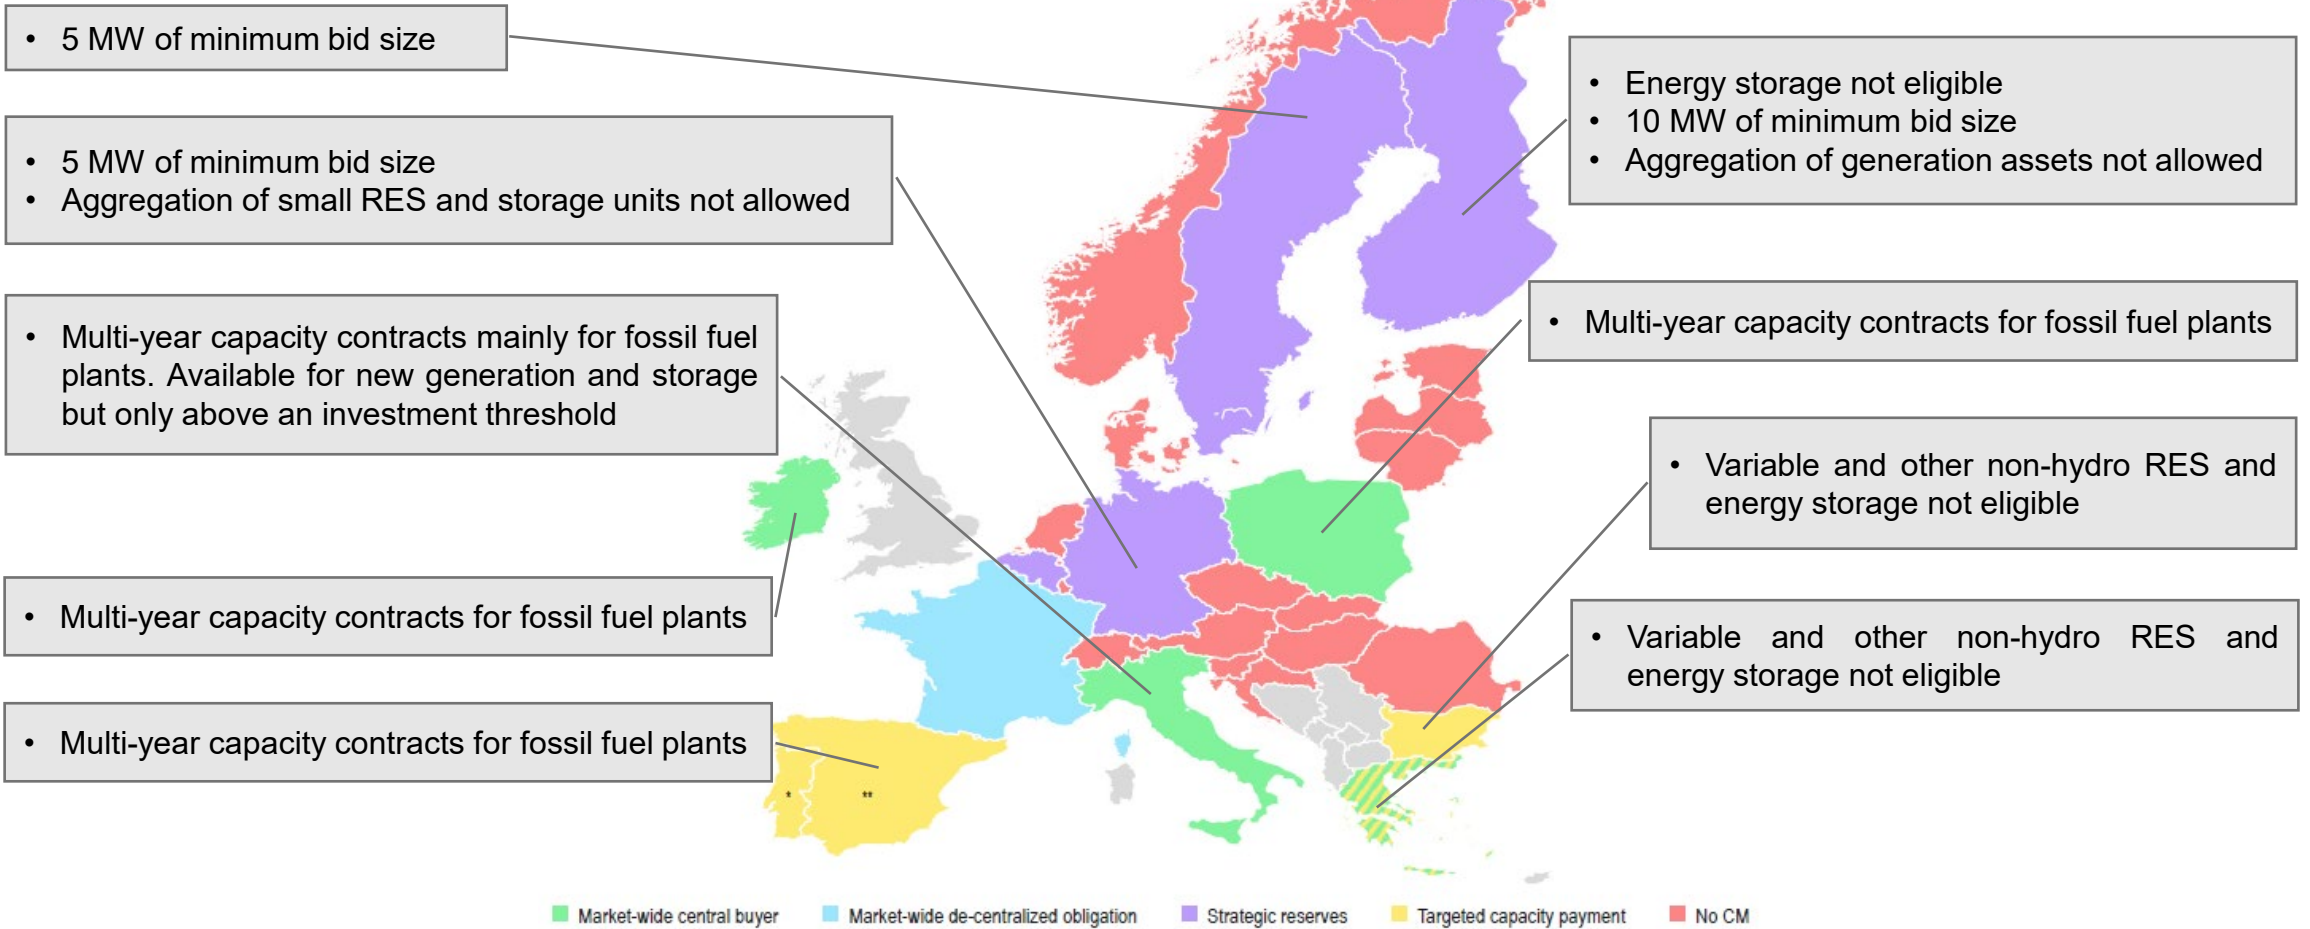 • 5 MW of minimum bid size
• 5 MW of minimum bid size
• Aggregation of small RES and storage units not allowed
• Multi-year capacity contracts mainly for fossil fuel
plants. Available for new generation and storage
but only above an investment threshold
• Multi-year capacity contracts for fossil fuel plants
• Multi-year capacity contracts for fossil fuel plants
• Energy storage not eligible
• 10 MW of minimum bid size
• Aggregation of generation assets not allowed
• Multi-year capacity contracts for fossil fuel plants
• Variable and other non-hydro RES and
energy storage not eligible
• Variable and other non-hydro RES and
energy storage not eligible
* **
Market-wide central buyer Market-wide de-centralized obligation Strategic reserves Targeted capacity payment No CM